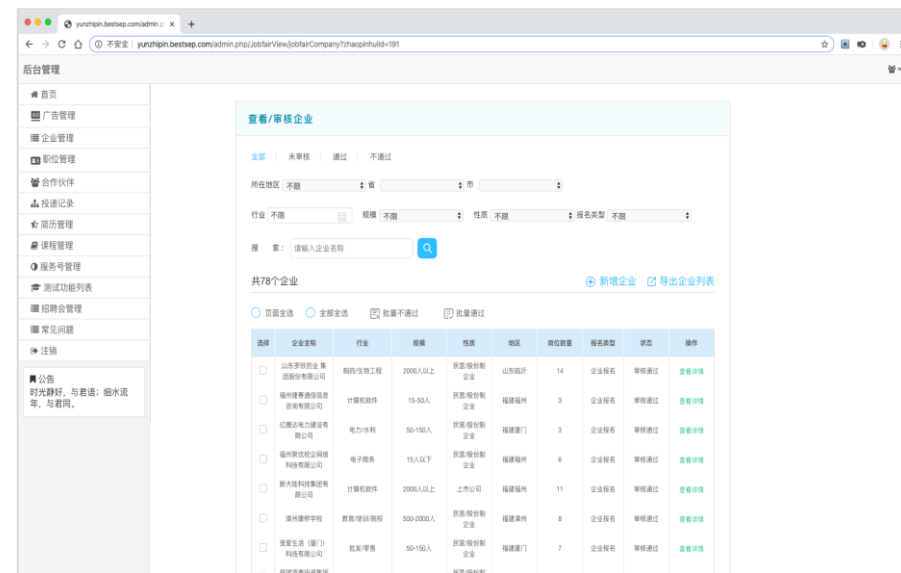 yunzhipin.bestsep.com/admin.p
不安全 | yunzhipin.bestsep.com/admin.php/JobfairView/jobfairCompany?zhaopinhuiId=191
后台管理
首页
广告管理
企业管理
职位管理
合作伙伴
投递记录
简历管理
课程管理
服务号管理
测试功能列表
招聘会管理
常见问题
注销
公告
时光静好，与君语；细水流
年，与君同。
查看/审核企业
全部 未审核 通过 不通过
所在地区 不限 省 市
行业 不限 规模 不限 性质 不限 报名类型 不限
搜 索： 请输入企业名称
共78个企业 新增企业 导出企业列表
页面全选 全部全选 批量不通过 批量通过
选择 企业全称 行业 规模 性质 地区 岗位数量 报名类型 状态 操作
山东罗欣药业 集
团股份有限公司 制药/生物工程 2000人以上 民营/股份制
企业 山东临沂 14 企业报名 审核通过 查看详情
福州捷赛通信信息
咨询有限公司 计算机软件 15-50人 民营/股份制
企业 福建福州 3 企业报名 审核通过 查看详情
亿腾达电力建设有
限公司 电力/水利 50-150人 民营/股份制
企业 福建厦门 3 企业报名 审核通过 查看详情
福州聚优校企网络
科技有限公司 电子商务 15人以下 民营/股份制
企业 福建福州 6 企业报名 审核通过 查看详情
新大陆科技集团有
限公司 计算机软件 2000人以上 上市公司 福建福州 11 企业报名 审核通过 查看详情
漳州康桥学校 教育/培训/院校 500-2000人 民营/股份制
企业 福建漳州 8 企业报名 审核通过 查看详情
宠爱生活（厦门）
科技有限公司 批发/零售 50-150人 民营/股份制
企业 福建厦门 7 企业报名 审核通过 查看详情
民营/股份制